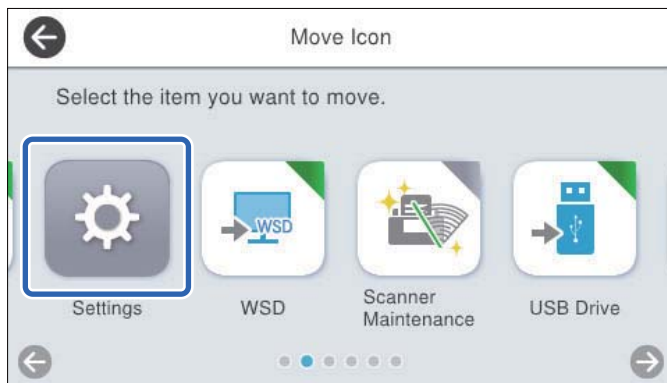 Move Icon
Select the item you want to move.
WSD
Settings
WSD
Scanner
Maintenance
USB Drive